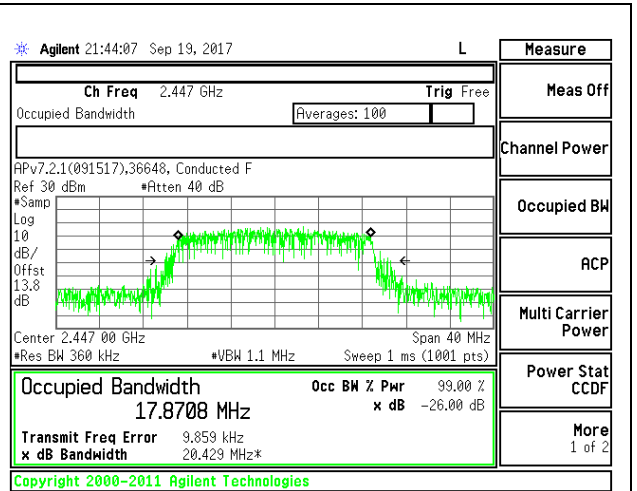 Agilent 21:44:07 Sep 19, 2017 L
Measure
Ch Freq 2.447 GHz Trig Free
Occupied Bandwidth Averages: 100
APv7.2.1(091517),36648, Conducted F
Ref 30 dBm #Atten 40 dB
#Samp
Log
10
dB/
Offst
13.8
dB
Center 2.447 00 GHz Span 40 MHz
#Res BW 360 kHz #VBW 1.1 MHz Sweep 1 ms (1001 pts)
Occupied Bandwidth Occ BW % Pwr 99.00 %
17.8708 MHz x dB -26.00 dB
Transmit Freq Error 9.859 kHz
x dB Bandwidth 20.429 MHz*
Copyright 2000-2011 Agilent Technologies
Meas Off
Channel Power
Occupied BW
ACP
Multi Carrier
Power
Power Stat
CCDF
More
1 of 2